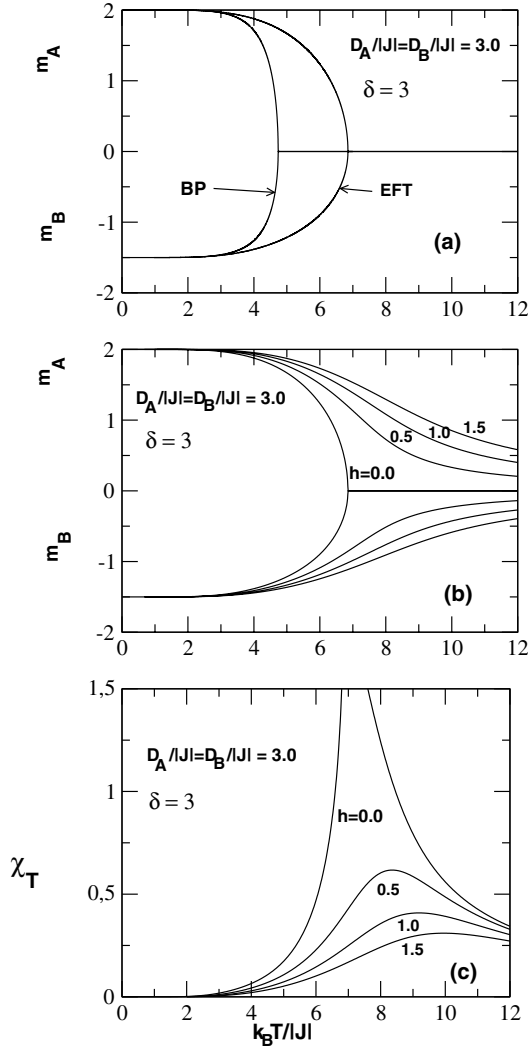 2
D_A/|J|=D_B/|J| = 3.0
m_A
1
δ = 3
0
BP
EFT
m_B
-1
(a)
-2
0 2 4 6 8 10 12
2
m_A
D_A/|J|=D_B/|J| = 3.0
1.5
1.0
1
0.5
δ = 3
h=0.0
0
m_B
-1
(b)
-2
0 2 4 6 8 10 12
1,5
D_A/|J|=D_B/|J| = 3.0
1
δ = 3
h=0.0
χ_T
0,5
0.5
1.0
1.5
(c)
0
0 2 4 6 8 10 12
k_BT/|J|